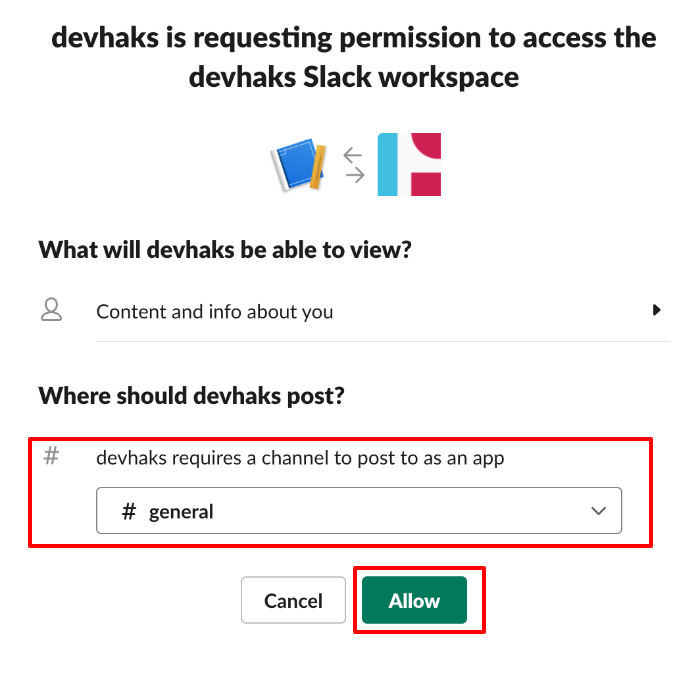 devhaks is requesting permission to access the
devhaks Slack workspace
What will devhaks be able to view?
Content and info about you
Where should devhaks post?
# devhaks requires a channel to post to as an app
# general
Cancel Allow